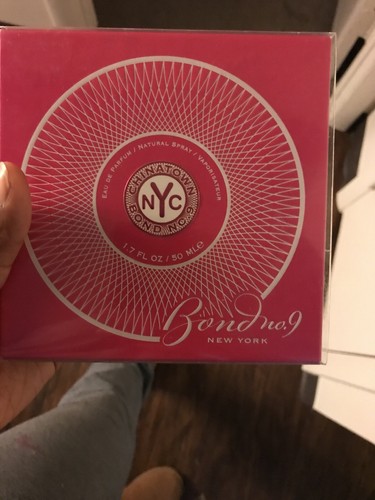 EAU DE PARFUM / NATURAL SPRAY / VAPORISATEUR
CHINATOWN
NYC
BOND NO. 9
1.7 FL OZ / 50 ML ℮
Bond no. 9
NEW YORK